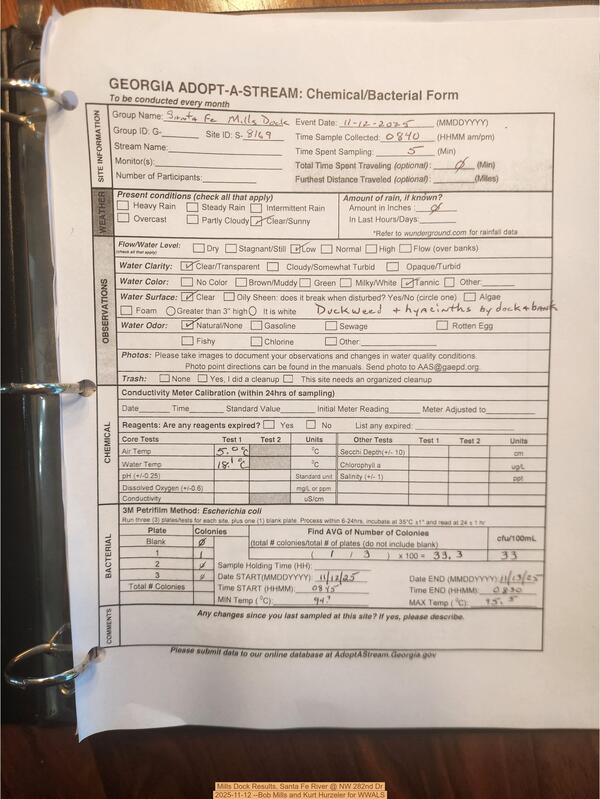 GEORGIA ADOPT-A-STREAM: Chemical/Bacterial Form
To be conducted every month
SITE INFORMATION
Group Name: Santa Fe Mills Dock Event Date: 11-12-2025 (MMDDYYYY)
Group ID: G- Site ID: S- 8169 Time Sample Collected: 0840 (HHMM am/pm)
Stream Name: Time Spent Sampling: 5 (Min)
Monitor(s): Total Time Spent Traveling (optional): Ø (Min)
Number of Participants: Furthest Distance Traveled (optional): (Miles)
WEATHER
Present conditions (check all that apply) Amount of rain, if known?
Heavy Rain Steady Rain Intermittent Rain Amount in Inches: Ø
Overcast Partly Cloudy ✓ Clear/Sunny In Last Hours/Days:
*Refer to wunderground.com for rainfall data
OBSERVATIONS
Flow/Water Level: Dry Stagnant/Still ✓ Low Normal High Flow (over banks)
(check all that apply)
Water Clarity: ✓ Clear/Transparent Cloudy/Somewhat Turbid Opaque/Turbid
Water Color: No Color Brown/Muddy Green Milky/White ✓ Tannic Other:
Water Surface: ✓ Clear Oily Sheen: does it break when disturbed? Yes/No (circle one) Algae
Foam Greater than 3" high It is white Duckweed + hyacinths by dock + bank
Water Odor: ✓ Natural/None Gasoline Sewage Rotten Egg
Fishy Chlorine Other:
Photos: Please take images to document your observations and changes in water quality conditions.
Photo point directions can be found in the manuals. Send photo to AAS@gaepd.org.
Trash: None Yes, I did a cleanup This site needs an organized cleanup
CHEMICAL
Conductivity Meter Calibration (within 24hrs of sampling)
Date Time Standard Value Initial Meter Reading Meter Adjusted to
Reagents: Are any reagents expired? Yes No List any expired:
Core Tests Test 1 Test 2 Units Other Tests Test 1 Test 2 Units
Air Temp 5.0°C °C Secchi Depth(+/- 10) cm
Water Temp 18.1°C °C Chlorophyll a ug/L
pH (+/-0.25) Standard unit Salinity (+/- 1) ppt
Dissolved Oxygen (+/-0.6) mg/L or ppm
Conductivity uS/cm
BACTERIAL
3M Petrifilm Method: Escherichia coli
Run three (3) plates/tests for each site, plus one (1) blank plate. Process within 6-24hrs, incubate at 35°C ±1° and read at 24 ± 1 hr
Plate Colonies Find AVG of Number of Colonies cfu/100mL
Blank Ø (total # colonies/total # of plates (do not include blank)
1 1 ( 1 / 3 ) x 100 = 33.3 33
2 Ø Sample Holding Time (HH):
3 Ø Date START(MMDDYYYY): 11/12/25 Date END (MMDDYYYY): 11/13/25
Total # Colonies Time START (HHMM): 0845 Time END (HHMM): 0830
MIN Temp (°C): MAX Temp (°C): 95.5
COMMENTS
Any changes since you last sampled at this site? If yes, please describe.
Please submit data to our online database at AdoptAStream.Georgia.gov
Mills Dock Results, Santa Fe River @ NW 282nd Dr
2025-11-12 --Bob Mills and Kurt Hurzeler for WWALS